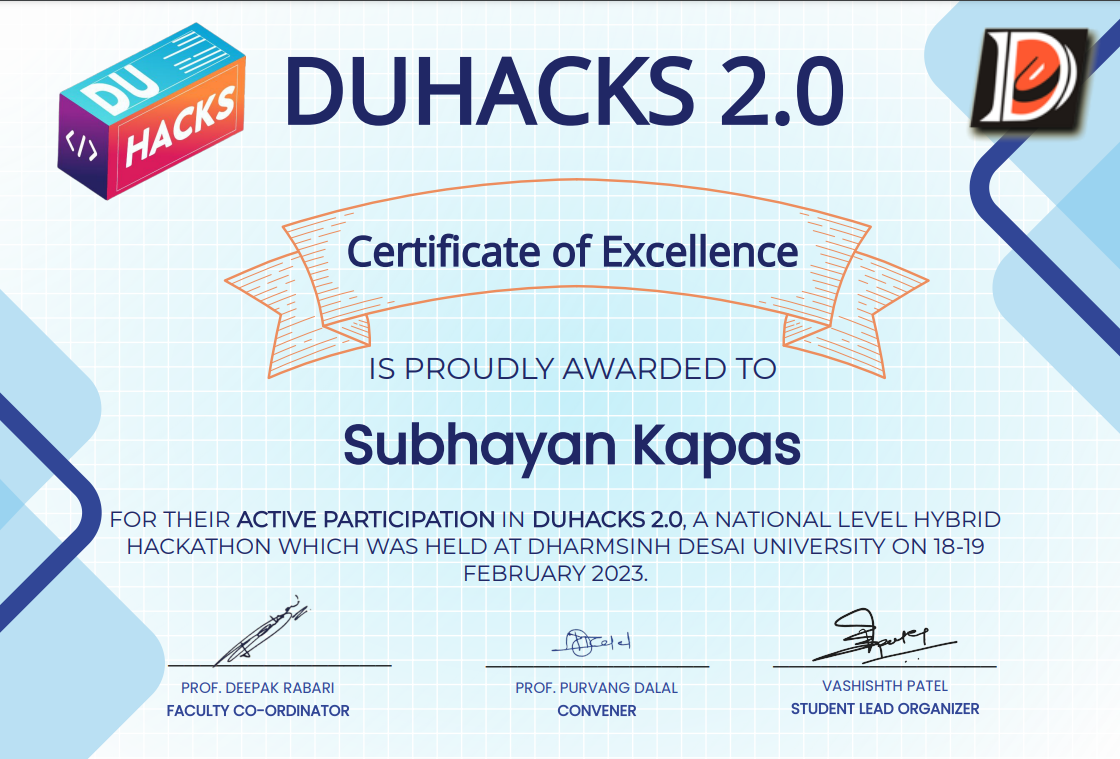 DU
HACKS
</>
DUHACKS 2.0
D
Certificate of Excellence
IS PROUDLY AWARDED TO
Subhayan Kapas
FOR THEIR ACTIVE PARTICIPATION IN DUHACKS 2.0, A NATIONAL LEVEL HYBRID
HACKATHON WHICH WAS HELD AT DHARMSINH DESAI UNIVERSITY ON 18-19
FEBRUARY 2023.
PROF. DEEPAK RABARI
FACULTY CO-ORDINATOR
PROF. PURVANG DALAL
CONVENER
VASHISHTH PATEL
STUDENT LEAD ORGANIZER